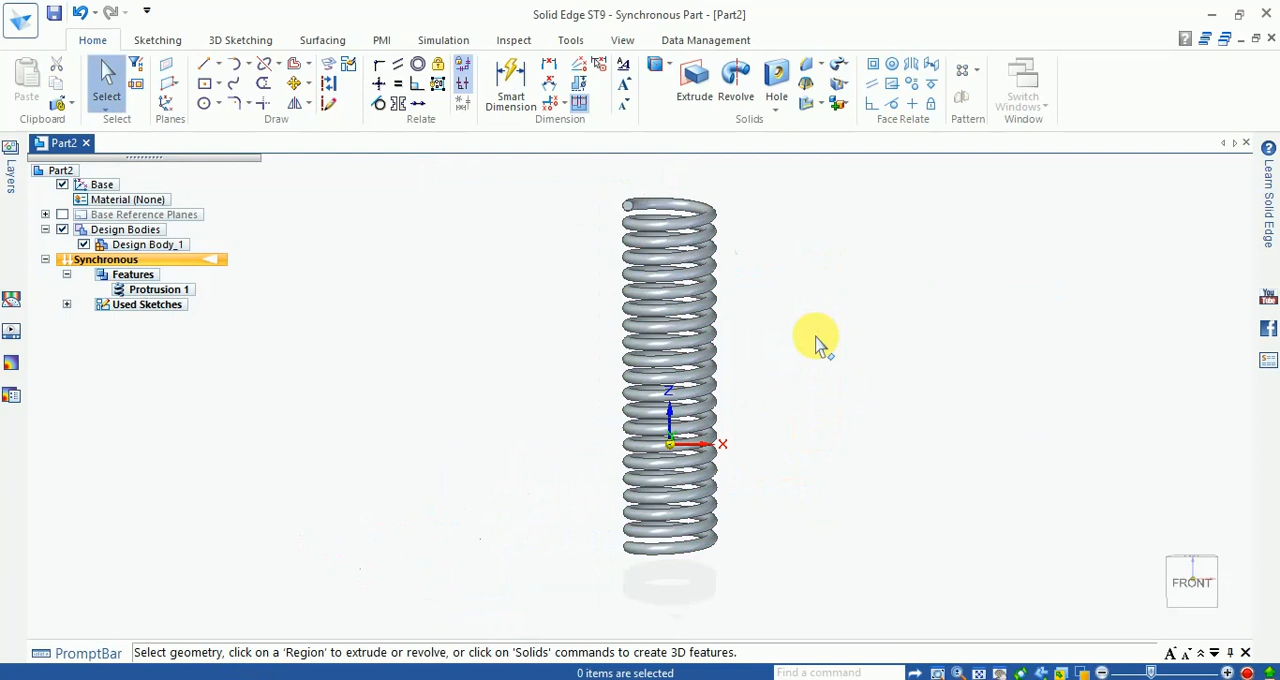 Solid Edge ST9 - Synchronous Part - [Part2]
Home Sketching 3D Sketching Surfacing PMI Simulation Inspect Tools View Data Management
Paste Select Smart Dimension Extrude Revolve Hole Switch Windows
Clipboard Select Planes Draw Relate Dimension Solids Face Relate Pattern Window
Part2
Layers
Learn Solid Edge
Part2
Base
Material (None)
Base Reference Planes
Design Bodies
Design Body_1
Synchronous
Features
Protrusion 1
Used Sketches
Z
X
You Tube
FRONT
PromptBar Select geometry, click on a 'Region' to extrude or revolve, or click on 'Solids' commands to create 3D features.
0 items are selected Find a command